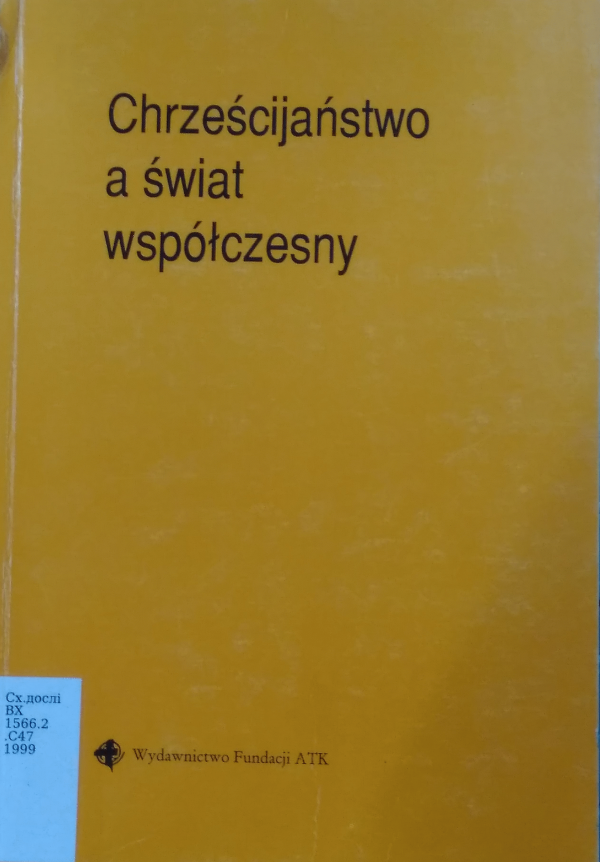 Chrześcijaństwo
a świat
współczesny
Сх.дослі
BX
1566.2
.C47
1999
Wydawnictwo Fundacji ATK